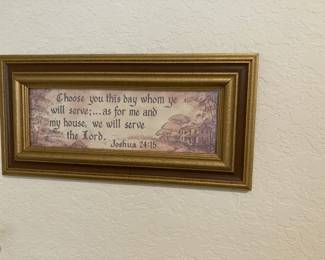 Choose you this day whom ye
will serve;...as for me and
my house, we will serve
the Lord.
Joshua 24:15